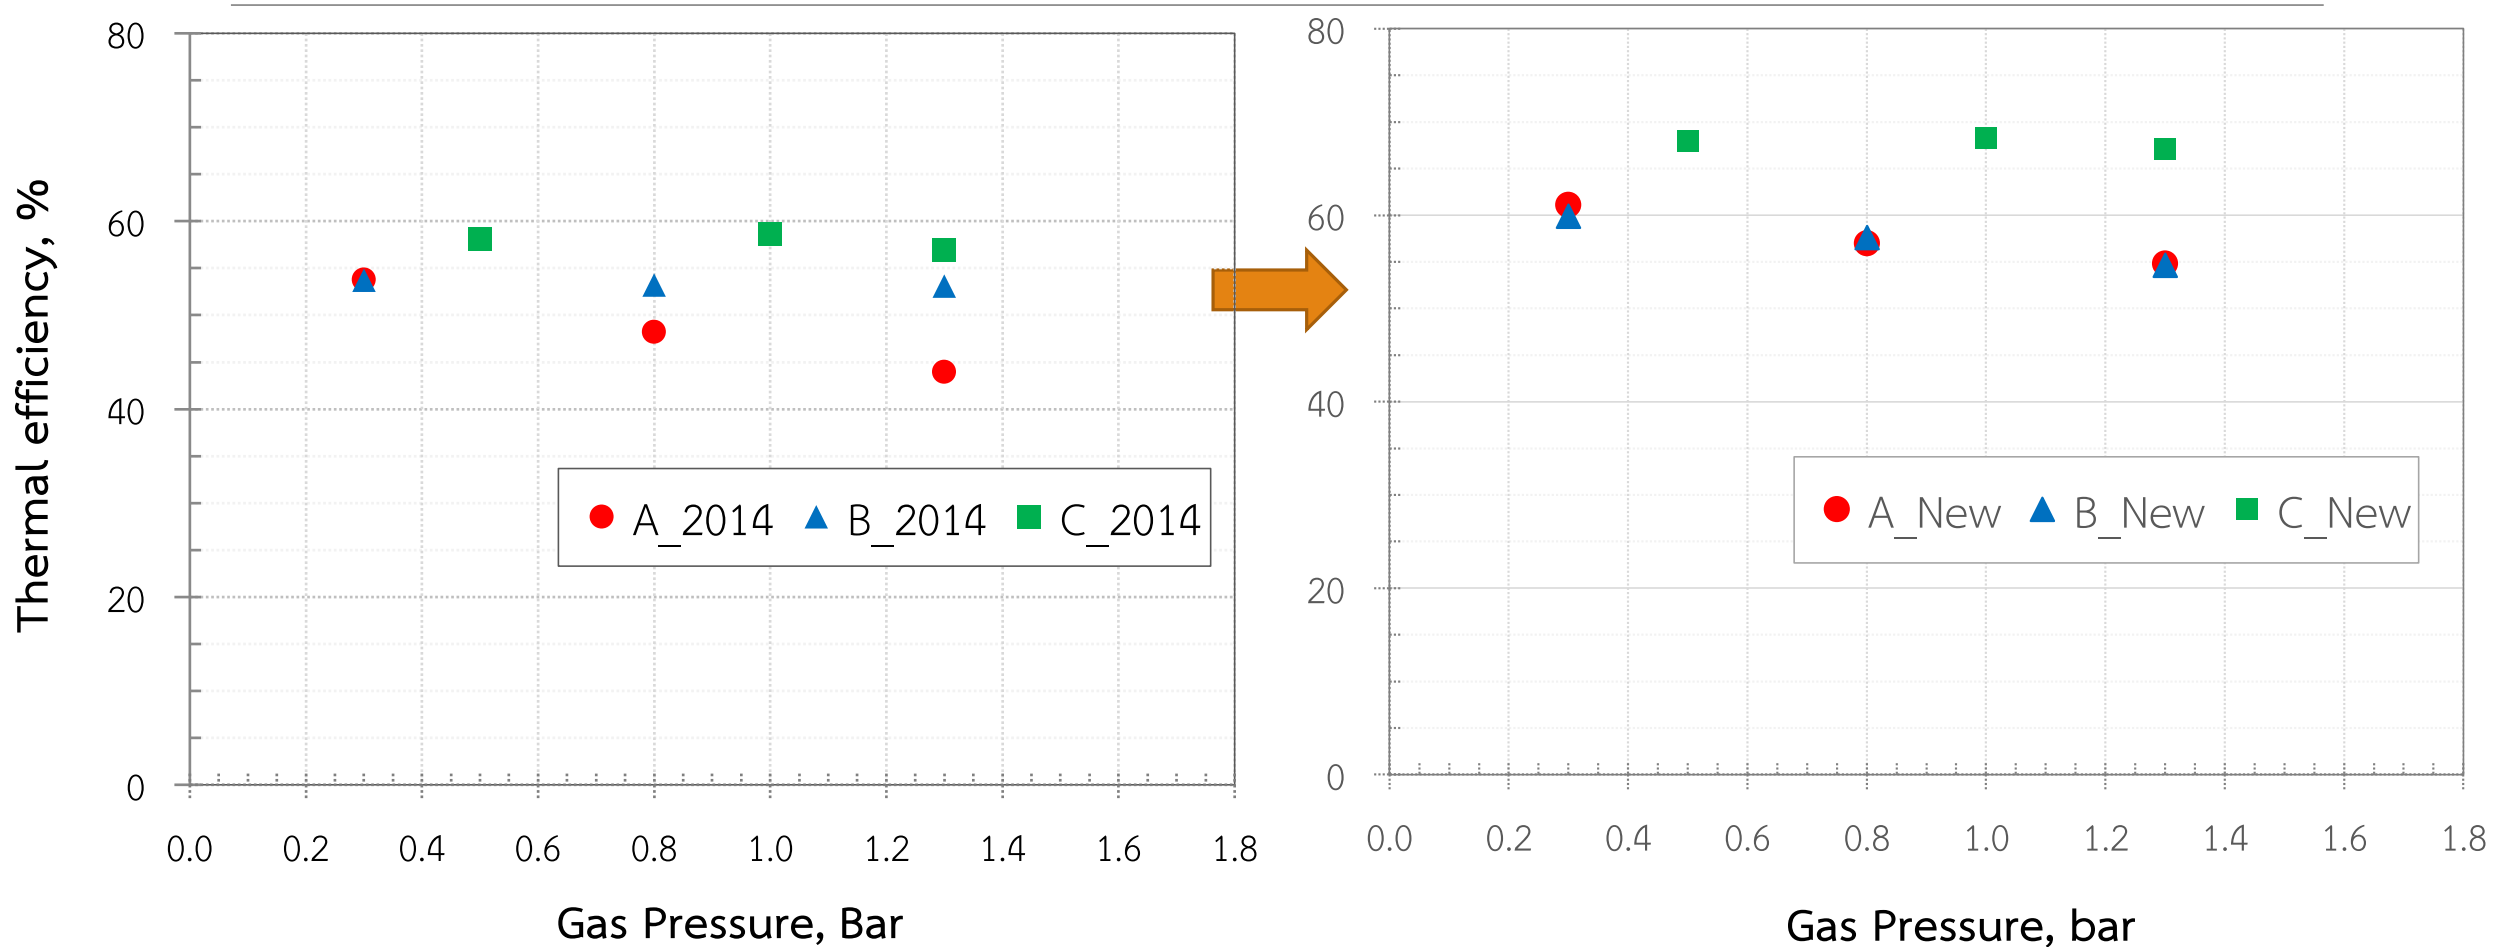 Thermal efficiency, %
80
60
40
20
0
A_2014 B_2014 C_2014
0.0 0.2 0.4 0.6 0.8 1.0 1.2 1.4 1.6 1.8
Gas Pressure, Bar
80
60
40
20
0
A_New B_New C_New
0.0 0.2 0.4 0.6 0.8 1.0 1.2 1.4 1.6 1.8
Gas Pressure, bar